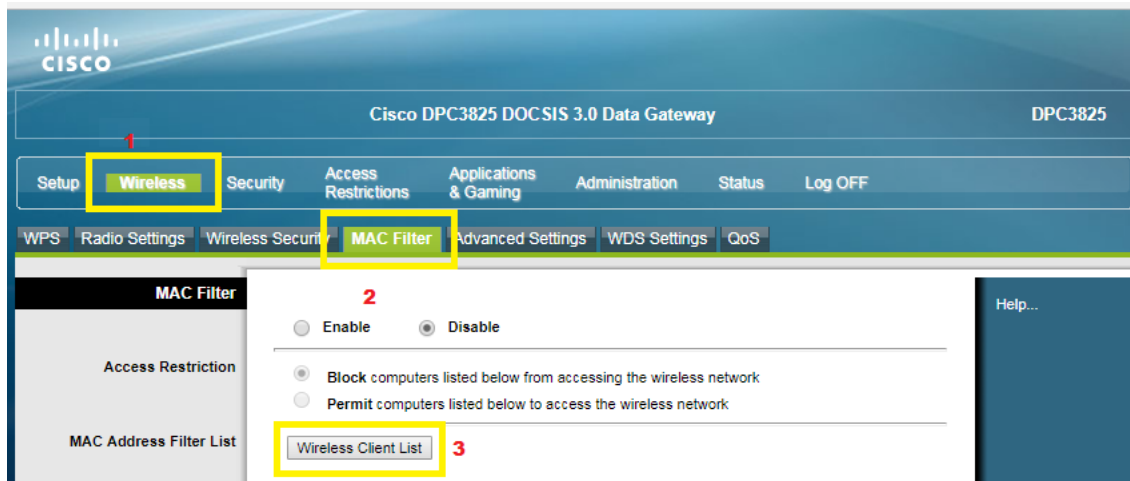 CISCO
Cisco DPC3825 DOCSIS 3.0 Data Gateway DPC3825
1
Setup Wireless Security Access Restrictions Applications & Gaming Administration Status Log OFF
WPS Radio Settings Wireless Security MAC Filter Advanced Settings WDS Settings QoS
MAC Filter
2
Help...
Enable Disable
Access Restriction
Block computers listed below from accessing the wireless network
Permit computers listed below to access the wireless network
MAC Address Filter List
Wireless Client List 3